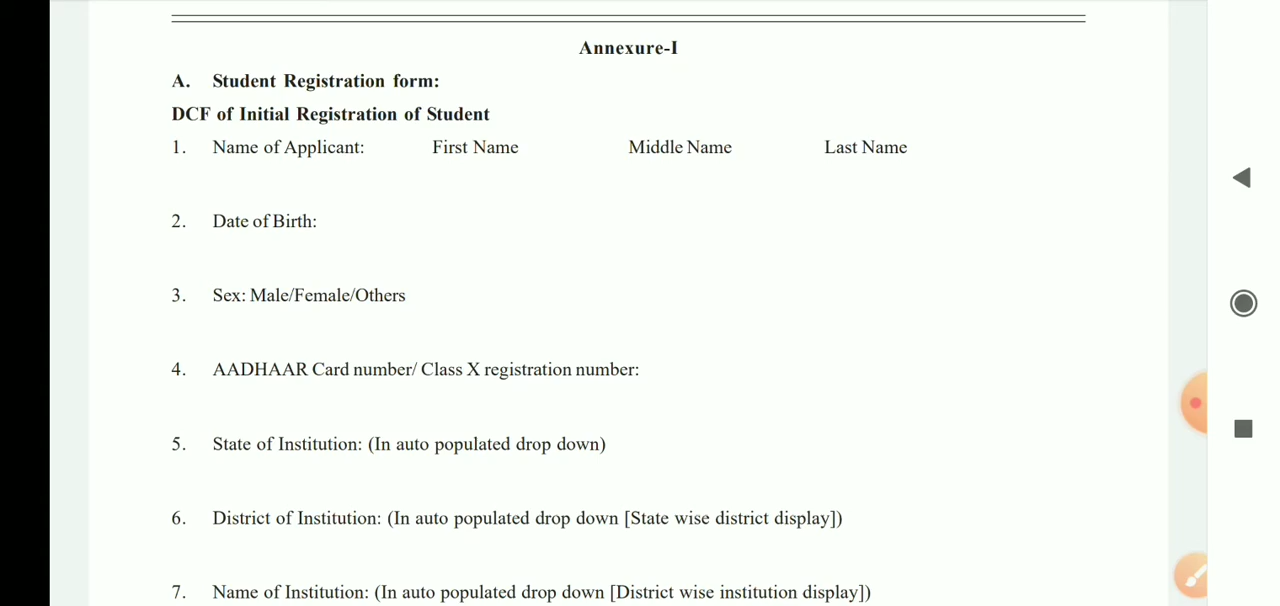 Annexure-I
A. Student Registration form:
DCF of Initial Registration of Student
1. Name of Applicant: First Name Middle Name Last Name
2. Date of Birth:
3. Sex: Male/Female/Others
4. AADHAAR Card number/ Class X registration number:
5. State of Institution: (In auto populated drop down)
6. District of Institution: (In auto populated drop down [State wise district display])
7. Name of Institution: (In auto populated drop down [District wise institution display])